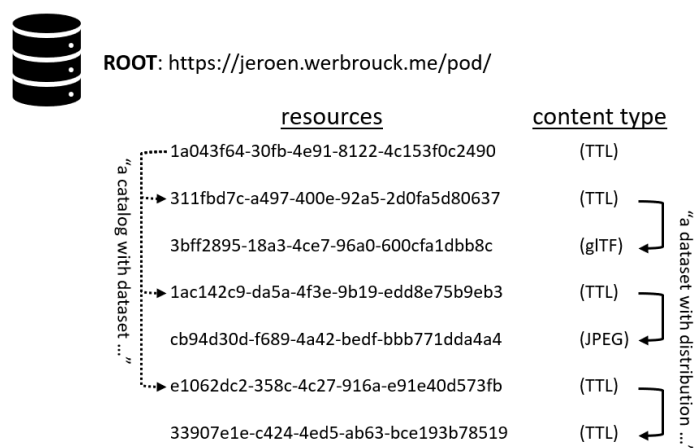 ROOT: https://jeroen.werbrouck.me/pod/
resources content type
1a043f64-30fb-4e91-8122-4c153f0c2490 (TTL)
311fbd7c-a497-400e-92a5-2d0fa5d80637 (TTL)
3bff2895-18a3-4ce7-96a0-600cfa1dbb8c (glTF)
1ac142c9-da5a-4f3e-9b19-edd8e75b9eb3 (TTL)
cb94d30d-f689-4a42-bedf-bbb771dda4a4 (JPEG)
e1062dc2-358c-4c27-916a-e91e40d573fb (TTL)
33907e1e-c424-4ed5-ab63-bce193b78519 (TTL)
“a catalog with dataset ...”
“a dataset with distribution ...”